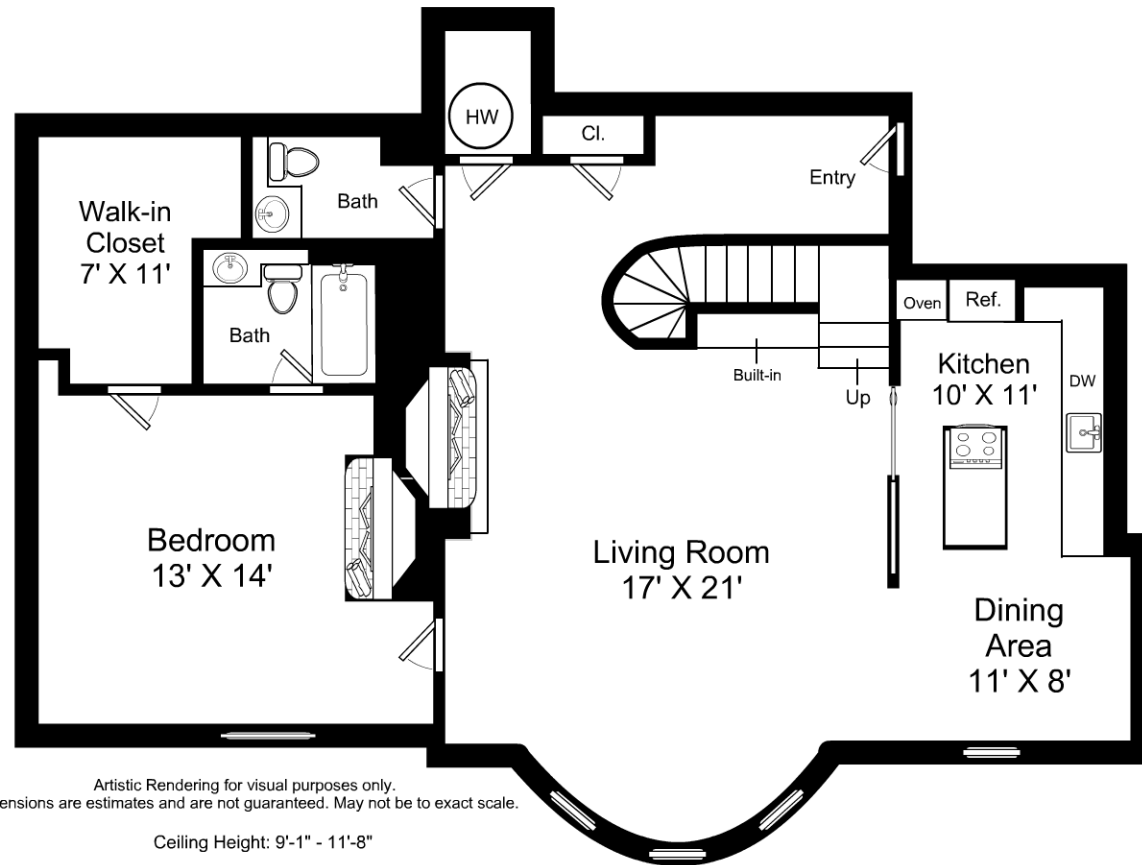 HW
Cl.
Entry
Bath
Walk-in
Closet
7' X 11'
Bath
Oven
Ref.
Kitchen
10' X 11'
DW
Built-in
Up
Bedroom
13' X 14'
Living Room
17' X 21'
Dining
Area
11' X 8'
Artistic Rendering for visual purposes only.
ensions are estimates and are not guaranteed. May not be to exact scale.
Ceiling Height: 9'-1" - 11'-8"